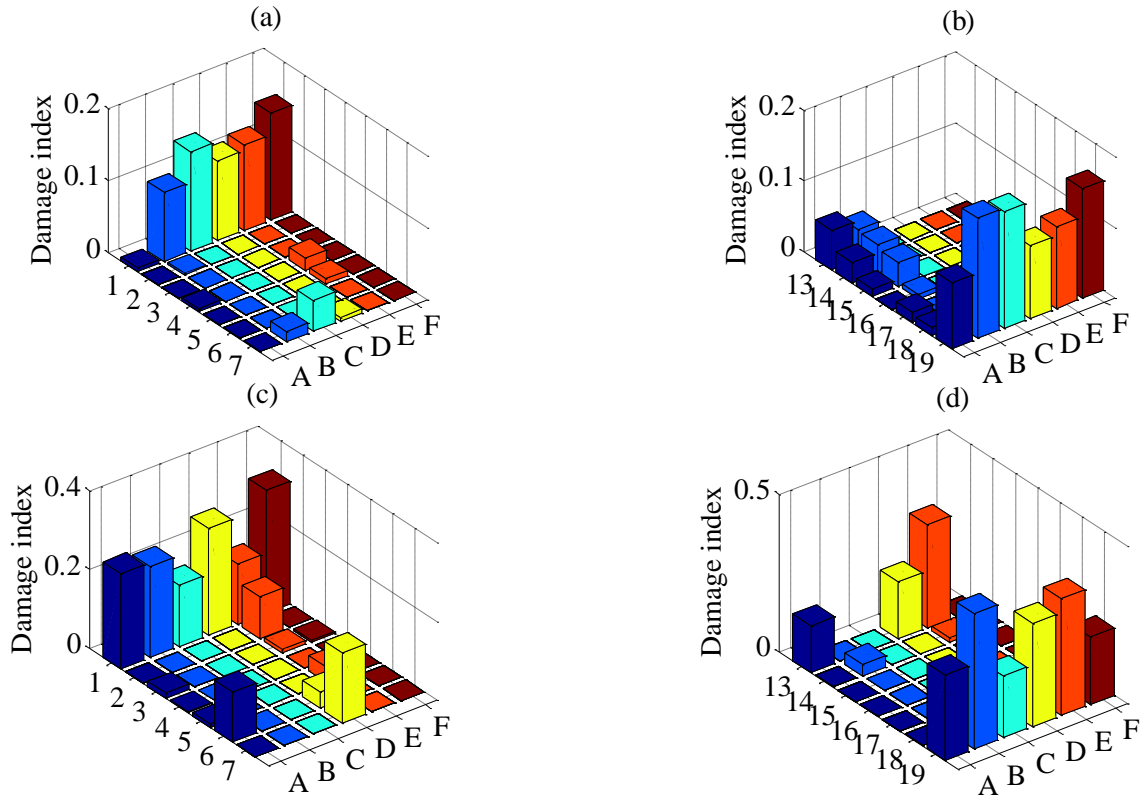 (a)
Damage index
0.2
0.1
0
1 2 3 4 5 6 7
A B C D E F
(b)
Damage index
0.2
0.1
0
13 14 15 16 17 18 19
A B C D E F
(c)
Damage index
0.4
0.2
0
1 2 3 4 5 6 7
A B C D E F
(d)
Damage index
0.5
0
13 14 15 16 17 18 19
A B C D E F